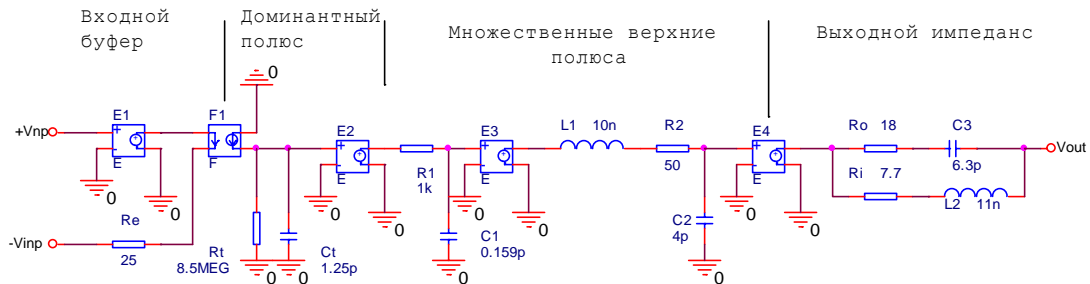 Входной
буфер
Доминантный
полюс
Множественные верхние
полюса
Выходной импеданс
0
E1
F1
+Vnp
E
0
0
F
E2
E
0
0
R1
1k
E3
E
0
0
L1 10n
R2
50
E4
E
0
0
Ro 18
C3
6.3p
Vout
Ri 7.7
L2 11n
Re
25
-Vinp
Rt
8.5MEG
0
Ct
1.25p
0
C1
0.159p
0
C2
4p
0